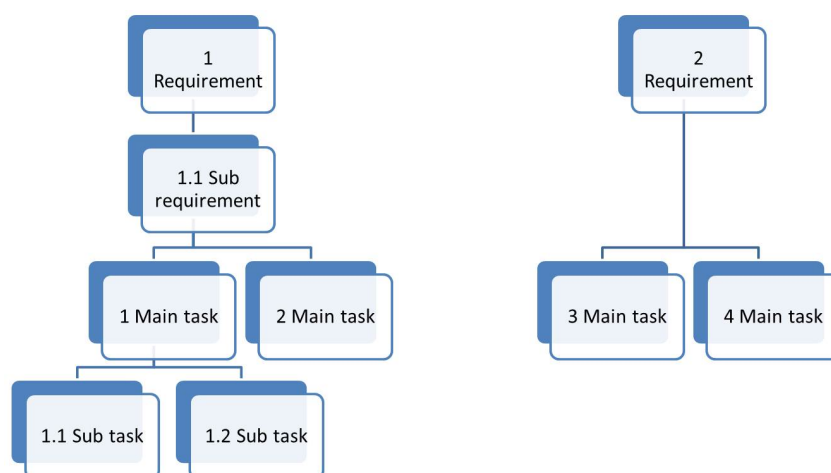 1
Requirement
2
Requirement
1.1 Sub
requirement
1 Main task
2 Main task
3 Main task
4 Main task
1.1 Sub task
1.2 Sub task